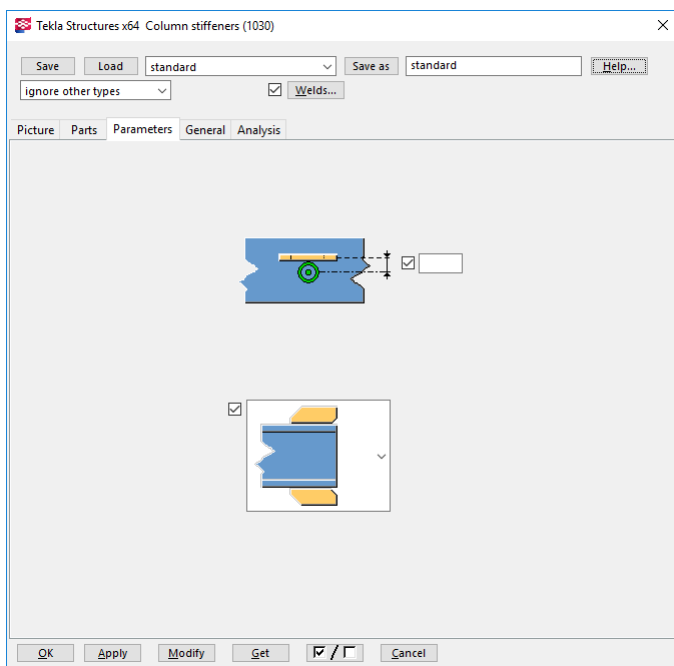 Tekla Structures x64 Column stiffeners (1030)
Save Load standard Save as standard Help...
ignore other types Welds...
Picture Parts Parameters General Analysis
OK Apply Modify Get / Cancel